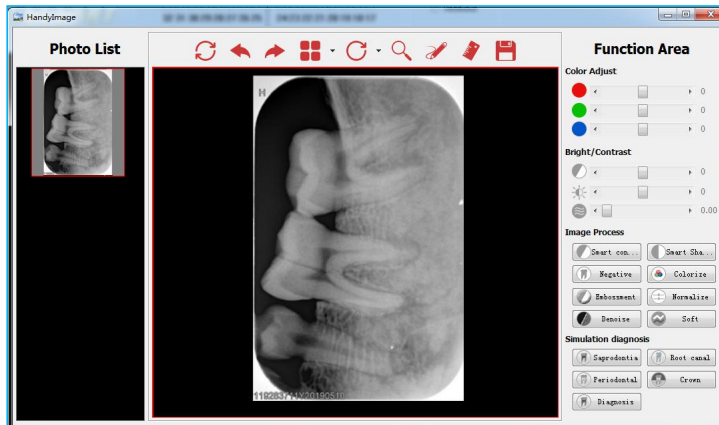 HandyImage
Photo List
Function Area
Color Adjust
0
0
0
Bright/Contrast
0
0
0.00
Image Process
Smart con...
Smart Sha...
Negative
Colorize
Embossment
Normalize
Denoise
Soft
Simulation diagnosis
Saprodontia
Root canal
Periodontal
Crown
Diagnosis
H